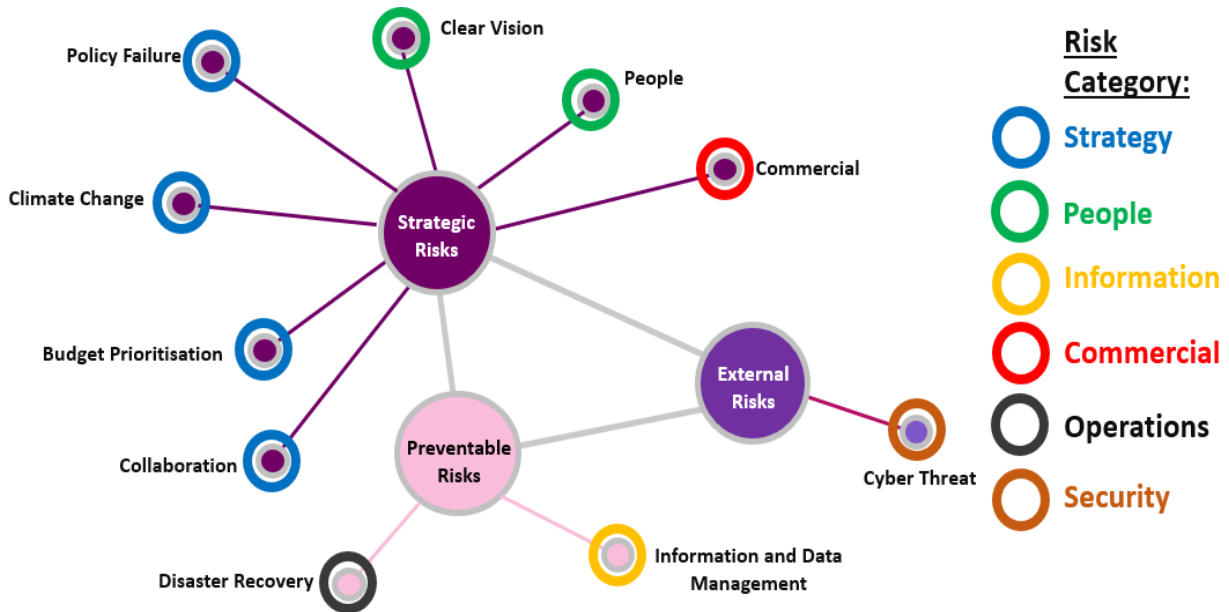 Clear Vision
Policy Failure
People
Commercial
Climate Change
Strategic
Risks
Budget Prioritisation
External
Risks
Preventable
Risks
Collaboration
Cyber Threat
Information and Data
Management
Disaster Recovery
Risk
Category:
Strategy
People
Information
Commercial
Operations
Security